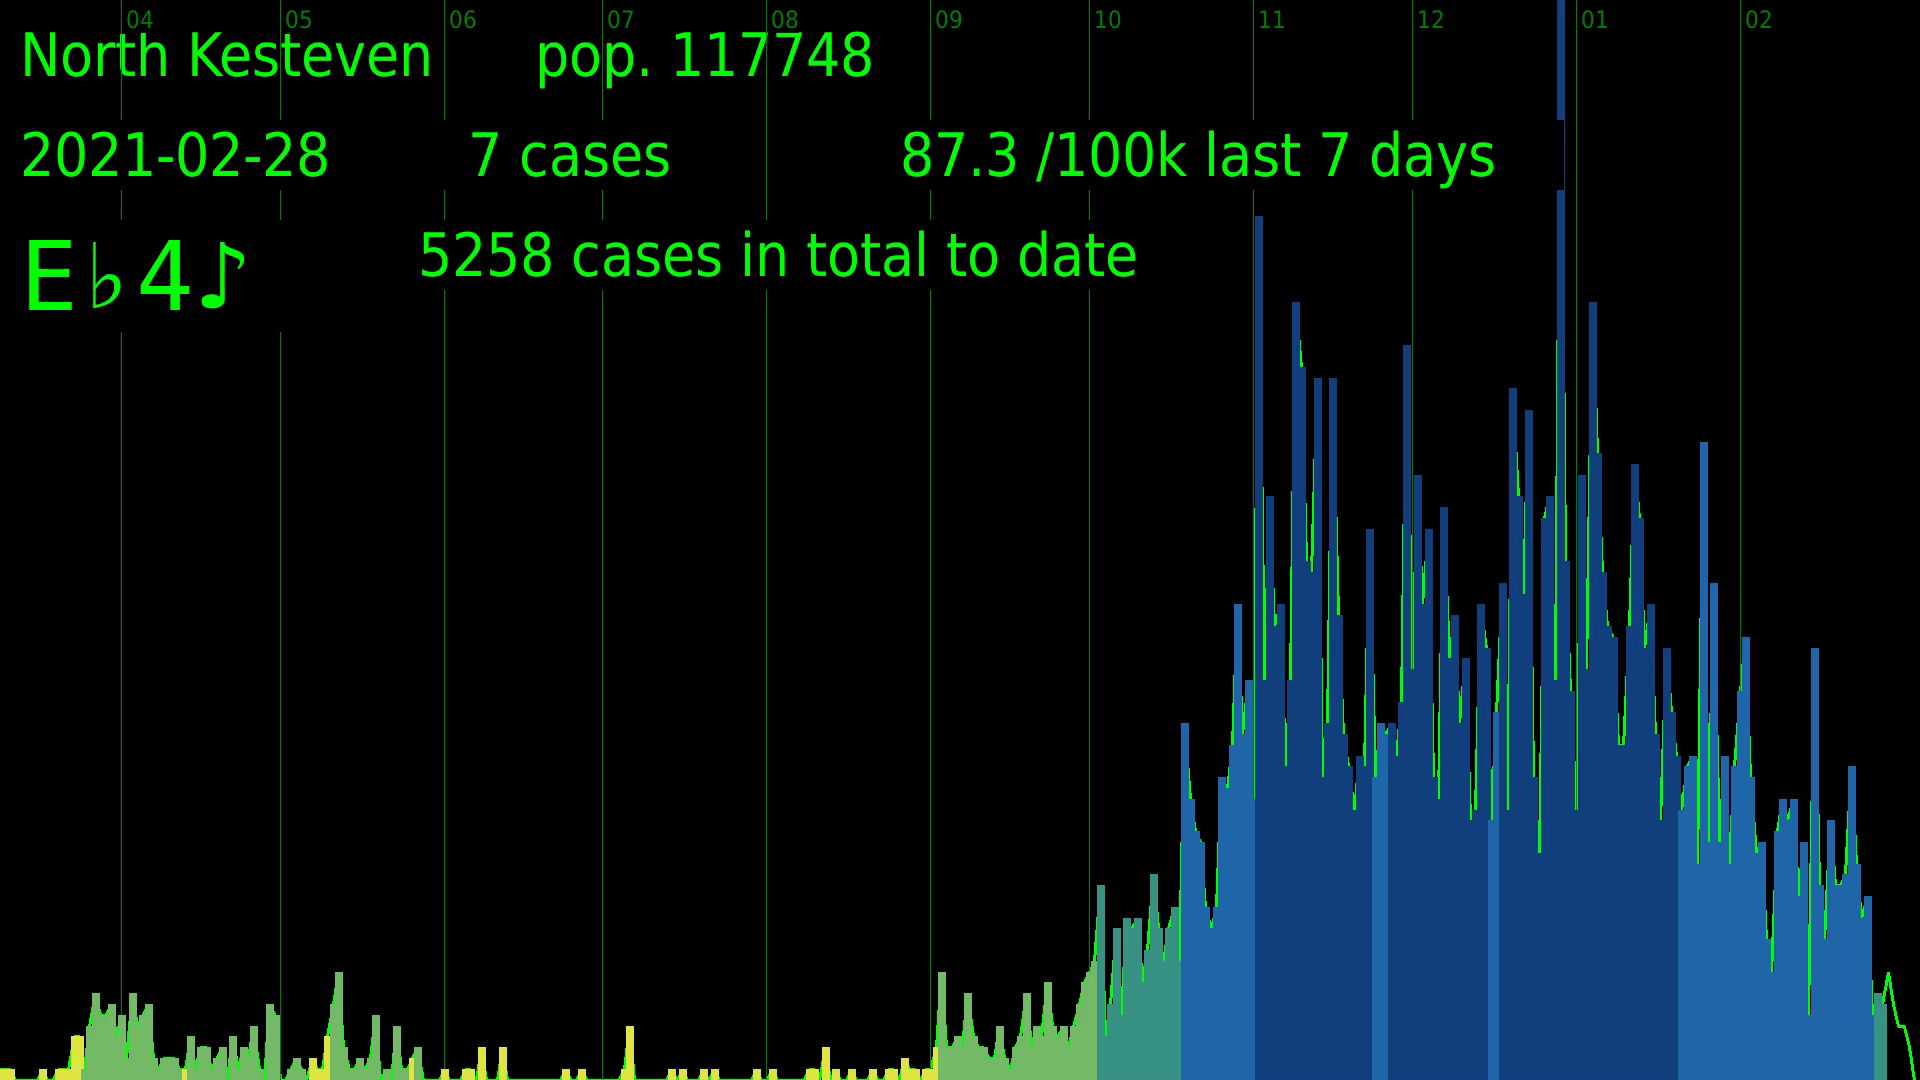 04 05 06 07 08 09 10 11 12 01 02
North Kesteven pop. 117748
2021-02-28 7 cases 87.3 /100k last 7 days
E♭4♪ 5258 cases in total to date